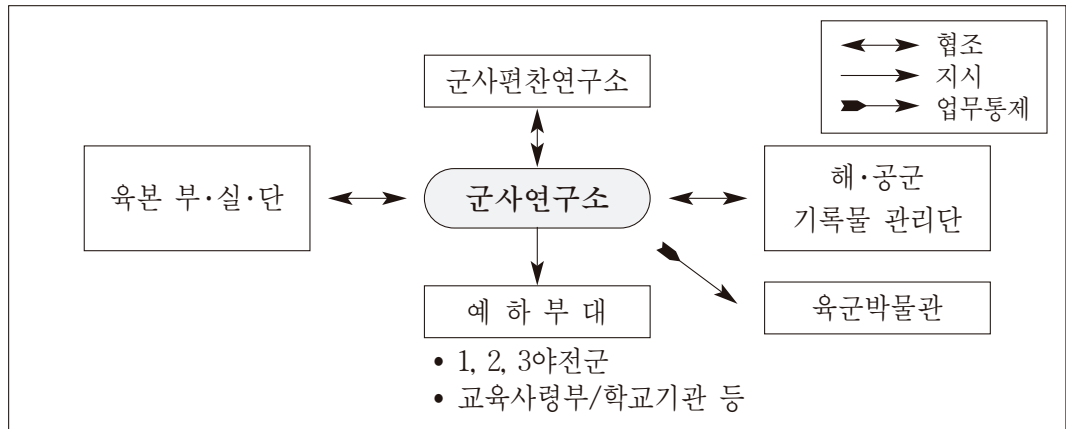 군사편찬연구소
협조
지시
업무통제
육본 부·실·단
군사연구소
해·공군
기록물 관리단
예 하 부 대
육군박물관
• 1, 2, 3야전군
• 교육사령부/학교기관 등